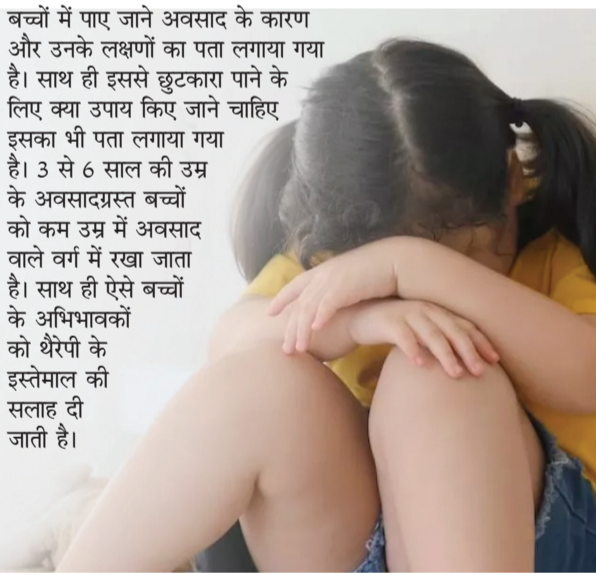 बच्चों में पाए जाने अवसाद के कारण
और उनके लक्षणों का पता लगाया गया
है। साथ ही इससे छुटकारा पाने के
लिए क्या उपाय किए जाने चाहिए
इसका भी पता लगाया गया
है। 3 से 6 साल की उम्र
के अवसादग्रस्त बच्चों
को कम उम्र में अवसाद
वाले वर्ग में रखा जाता
है। साथ ही ऐसे बच्चों
के अभिभावकों
को थैरेपी के
इस्तेमाल की
सलाह दी
जाती है।